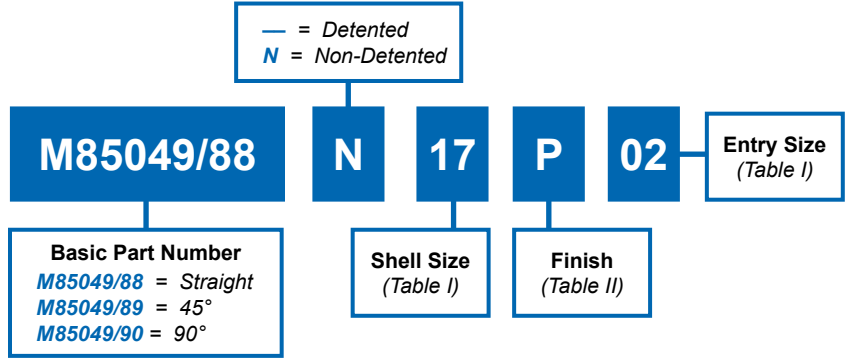 — = Detented
N = Non-Detented
M85049/88 N 17 P 02
Entry Size
(Table I)
Basic Part Number
M85049/88 = Straight
M85049/89 = 45°
M85049/90 = 90°
Shell Size
(Table I)
Finish
(Table II)